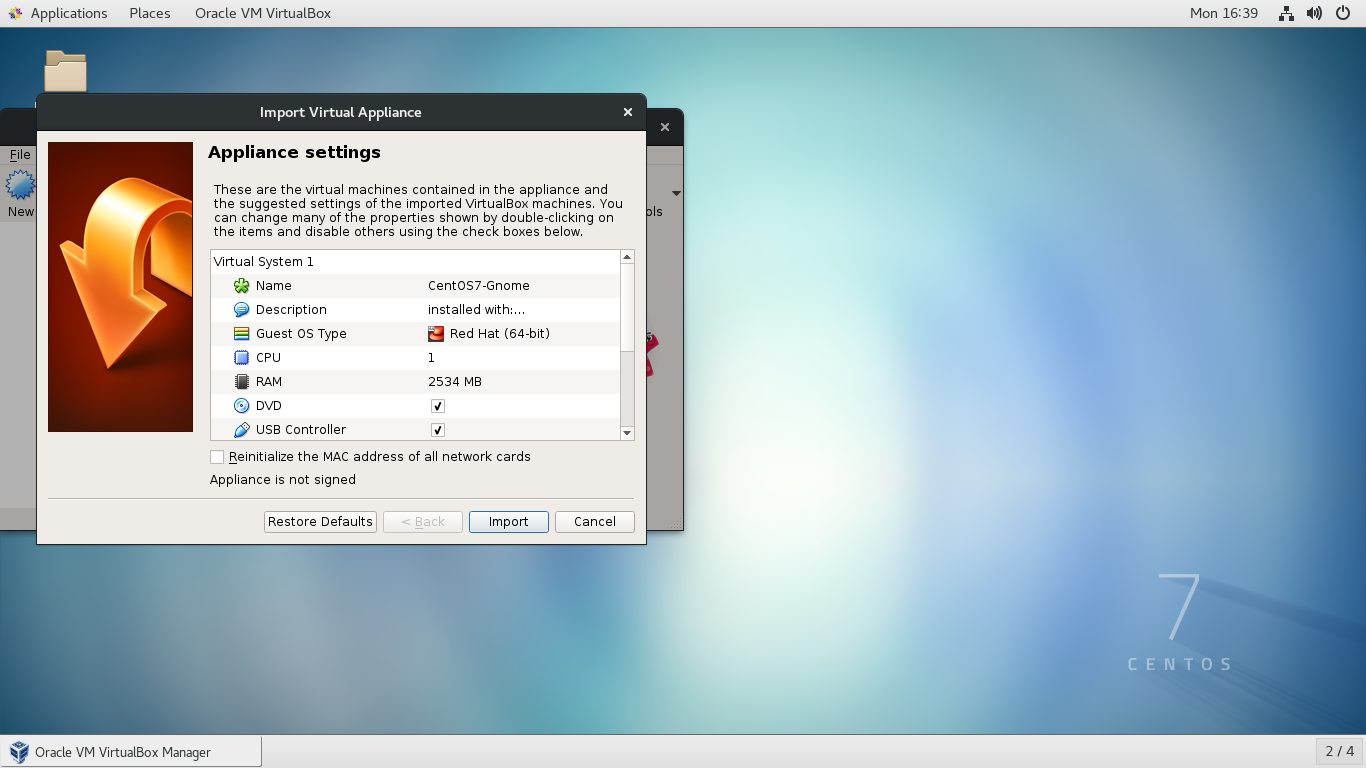 Applications Places Oracle VM VirtualBox Mon 16:39
Import Virtual Appliance
File
New
ols
Appliance settings
These are the virtual machines contained in the appliance and
the suggested settings of the imported VirtualBox machines. You
can change many of the properties shown by double-clicking on
the items and disable others using the check boxes below.
Virtual System 1
Name CentOS7-Gnome
Description installed with:...
Guest OS Type Red Hat (64-bit)
CPU 1
RAM 2534 MB
DVD
USB Controller
Reinitialize the MAC address of all network cards
Appliance is not signed
Restore Defaults < Back Import Cancel
7
CENTOS
Oracle VM VirtualBox Manager 2 / 4